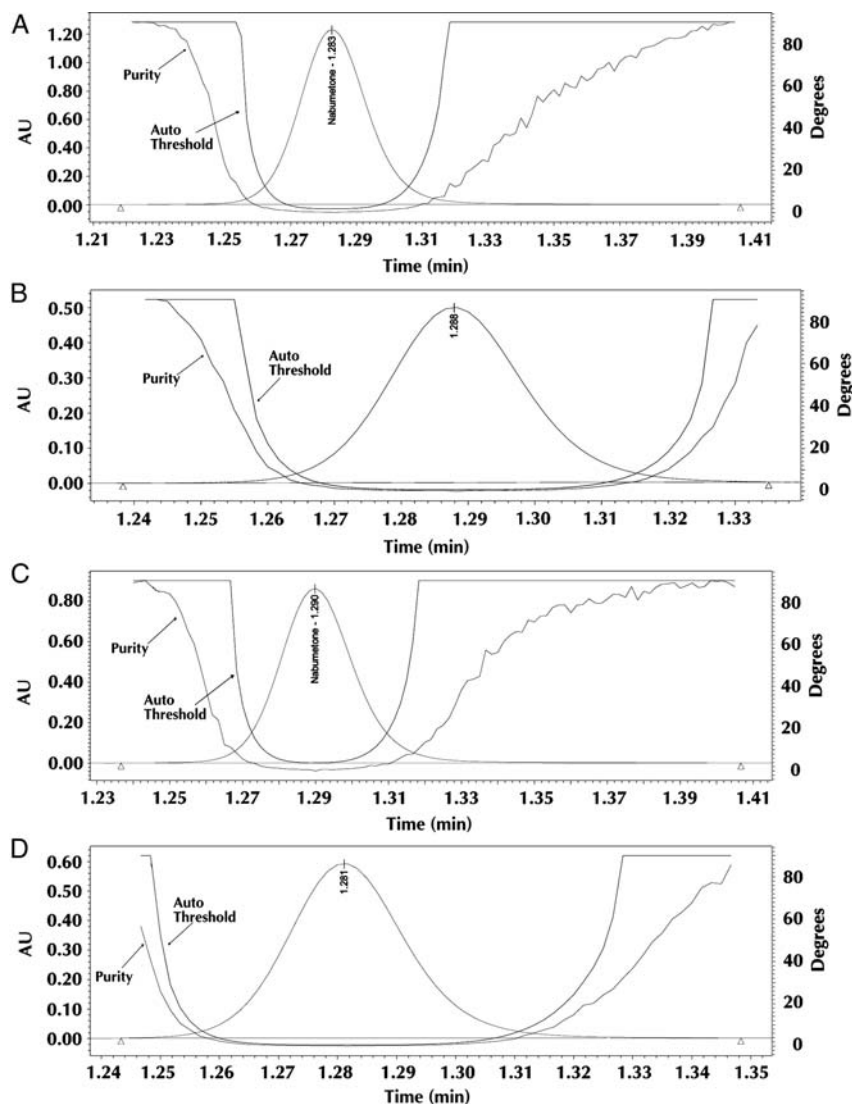 A
1.20
1.00
0.80
0.60
0.40
0.20
0.00
AU
Purity
Auto
Threshold
Nabumetone - 1.283
80
60
40
20
0
Degrees
1.21 1.23 1.25 1.27 1.29 1.31 1.33 1.35 1.37 1.39 1.41
Time (min)
B
0.50
0.40
0.30
0.20
0.10
0.00
AU
Purity
Auto
Threshold
1.288
80
60
40
20
0
Degrees
1.24 1.25 1.26 1.27 1.28 1.29 1.30 1.31 1.32 1.33
Time (min)
C
0.80
0.60
0.40
0.20
0.00
AU
Purity
Auto
Threshold
Nabumetone - 1.290
80
60
40
20
0
Degrees
1.23 1.25 1.27 1.29 1.31 1.33 1.35 1.37 1.39 1.41
Time (min)
D
0.60
0.50
0.40
0.30
0.20
0.10
0.00
AU
Auto
Threshold
Purity
1.281
80
60
40
20
0
Degrees
1.24 1.25 1.26 1.27 1.28 1.29 1.30 1.31 1.32 1.33 1.34 1.35
Time (min)